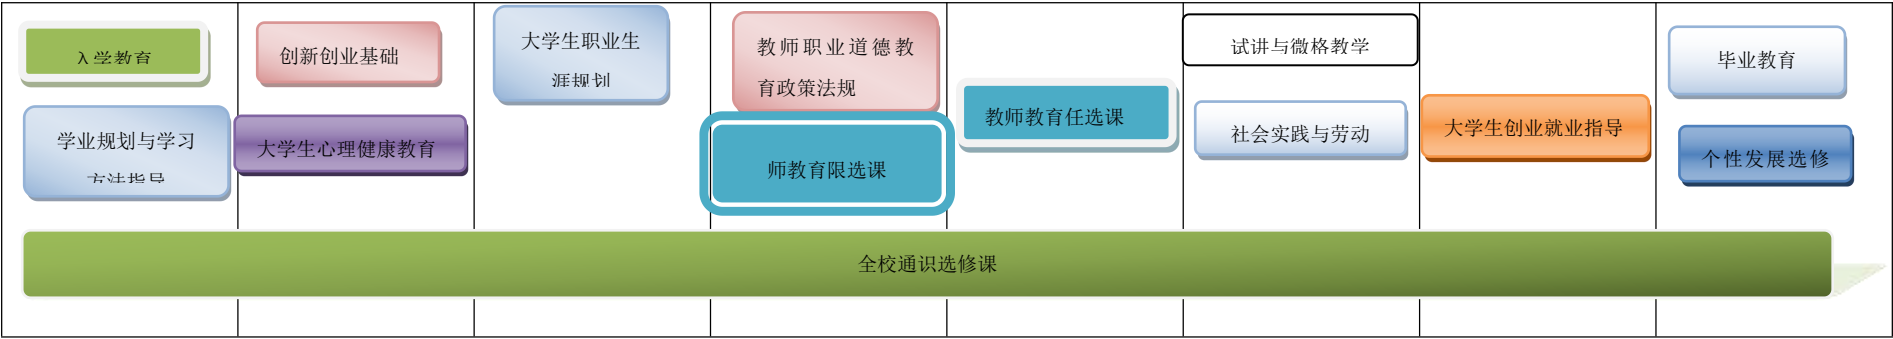 入学教育
学业规划与学习
方法指导
创新创业基础
大学生心理健康教育
大学生职业生
涯规划
教师职业道德教
育政策法规
师教育限选课
教师教育任选课
试讲与微格教学
社会实践与劳动
大学生创业就业指导
毕业教育
个性发展选修
全校通识选修课